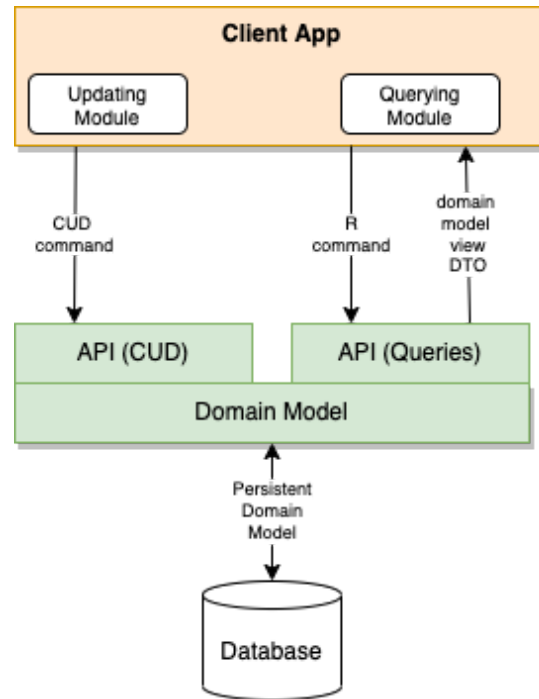 Client App
Updating
Module
Querying
Module
CUD
command
R
command
domain
model
view
DTO
API (CUD)
API (Queries)
Domain Model
Persistent
Domain
Model
Database